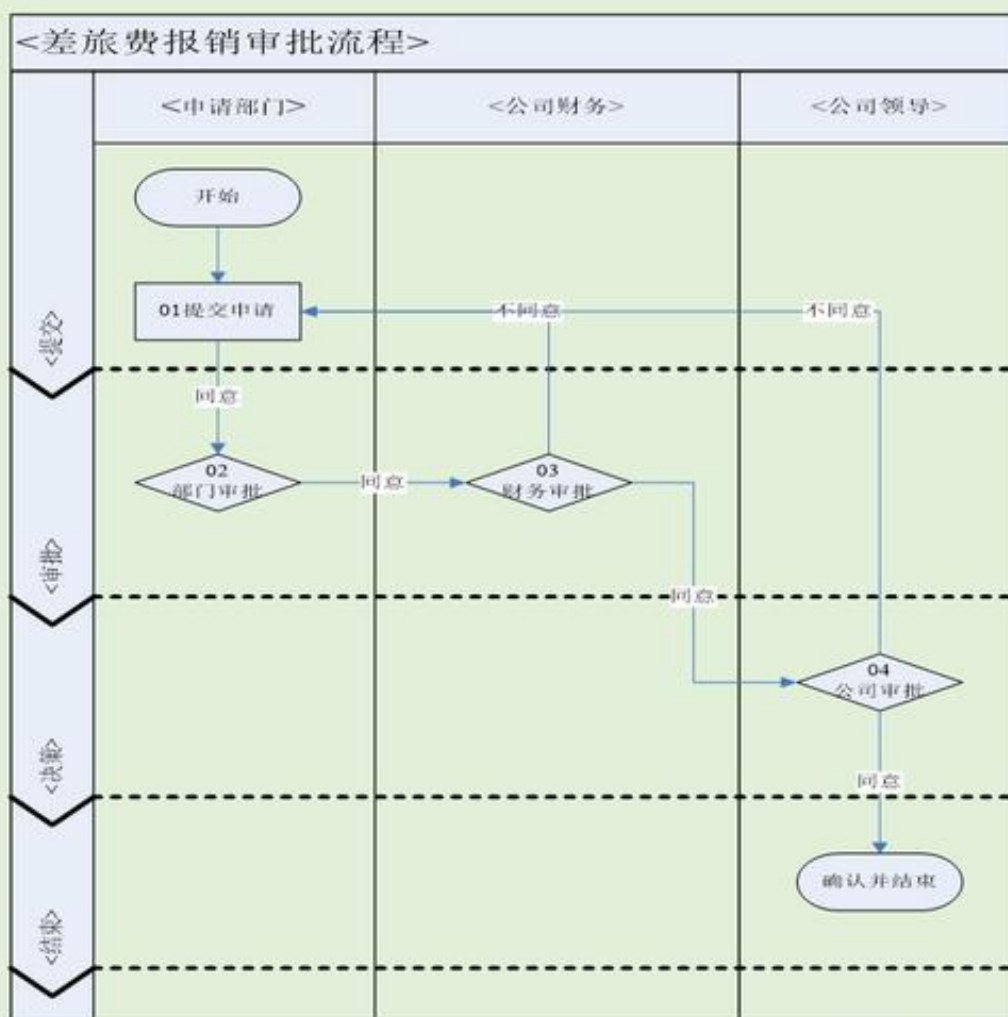 <差旅费报销审批流程>
<申请部门>
<公司财务>
<公司领导>
开始
01提交申请
不同意
不同意
<提交>
同意
02
部门审批
同意
03
财务审批
<审批>
同意
04
公司审批
<决策>
同意
确认并结束
<结束>